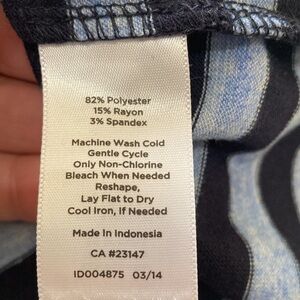 82% Polyester
15% Rayon
3% Spandex
Machine Wash Cold
Gentle Cycle
Only Non-Chlorine
Bleach When Needed
Reshape,
Lay Flat to Dry
Cool Iron, If Needed
Made In Indonesia
CA #23147
ID004875 03/14